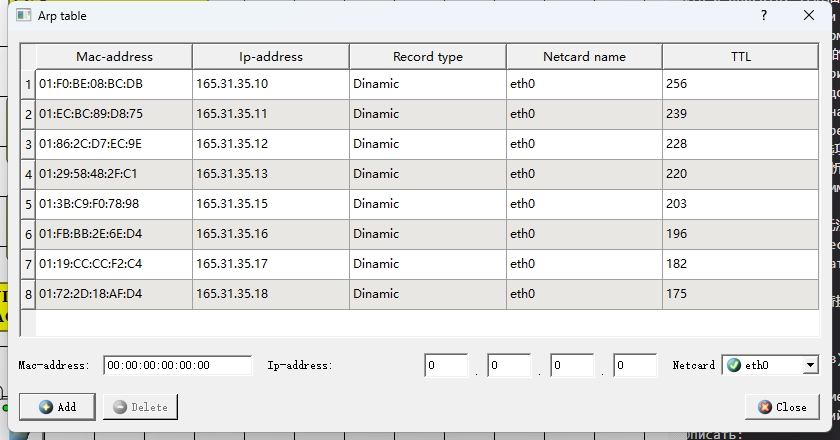 Arp table
Mac-address Ip-address Record type Netcard name TTL
1 01:F0:BE:08:BC:DB 165.31.35.10 Dinamic eth0 256
2 01:EC:BC:89:D8:75 165.31.35.11 Dinamic eth0 239
3 01:86:2C:D7:EC:9E 165.31.35.12 Dinamic eth0 228
4 01:29:58:48:2F:C1 165.31.35.13 Dinamic eth0 220
5 01:3B:C9:F0:78:98 165.31.35.15 Dinamic eth0 203
6 01:FB:BB:2E:6E:D4 165.31.35.16 Dinamic eth0 196
7 01:19:CC:CC:F2:C4 165.31.35.17 Dinamic eth0 182
8 01:72:2D:18:AF:D4 165.31.35.18 Dinamic eth0 175
Mac-address: 00:00:00:00:00:00 Ip-address: 0 . 0 . 0 . 0 Netcard eth0
Add Delete Close
описать: